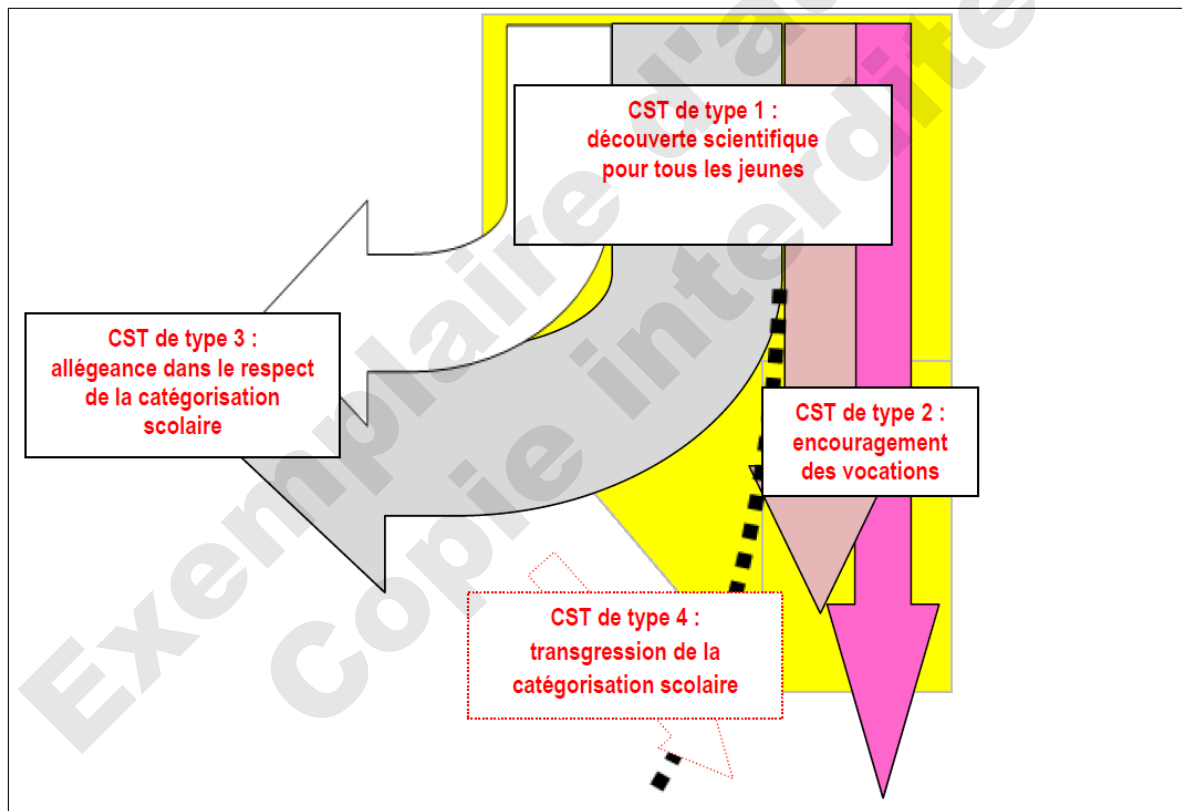 CST de type 1 :
découverte scientifique
pour tous les jeunes
CST de type 3 :
allégeance dans le respect
de la catégorisation
scolaire
CST de type 2 :
encouragement
des vocations
CST de type 4 :
transgression de la
catégorisation scolaire
Exemplaire d'a
Copie interdite